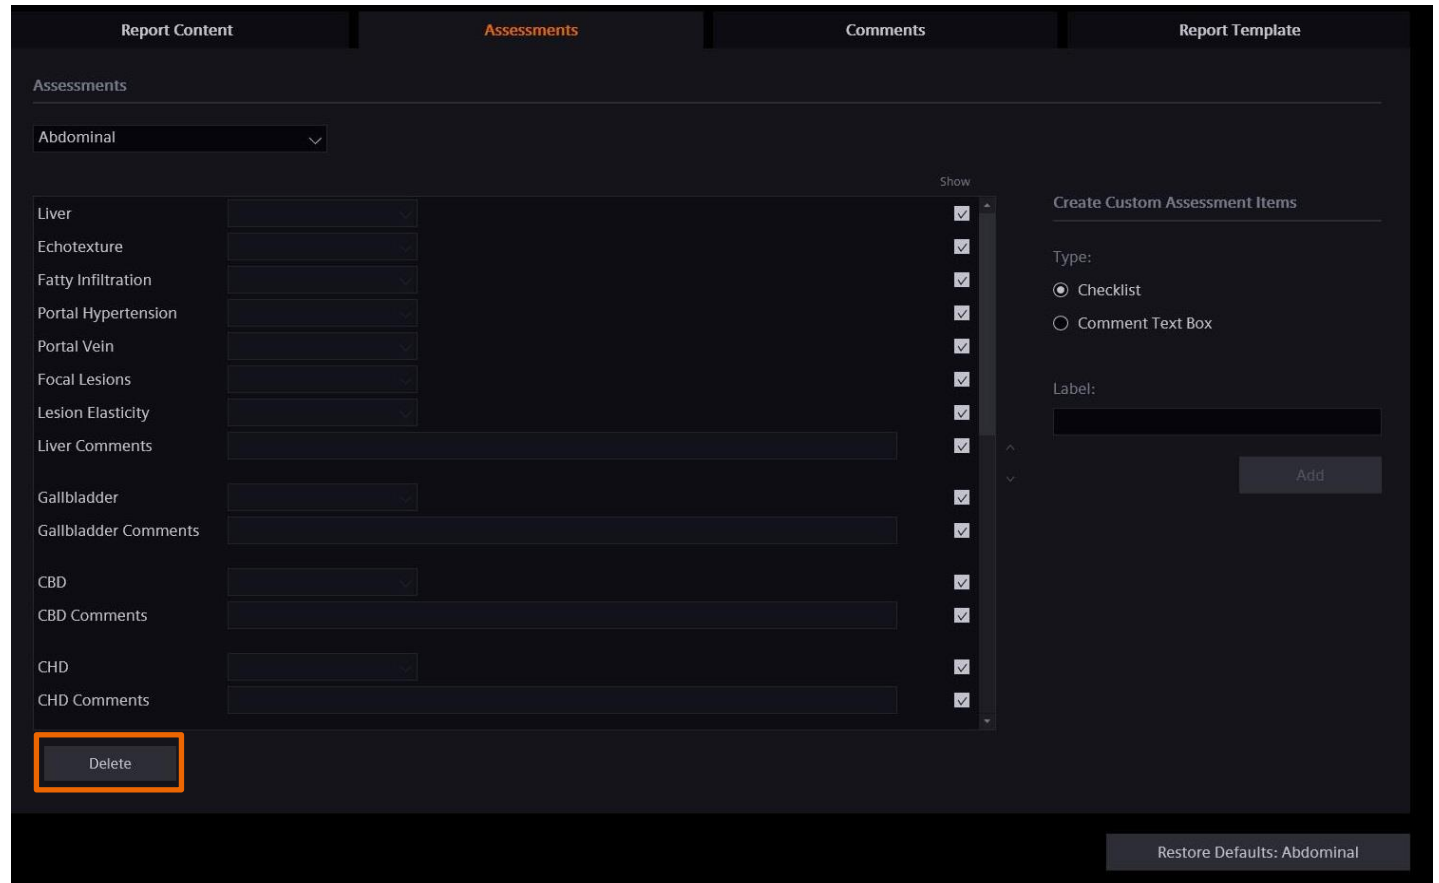 Report Content
Assessments
Comments
Report Template
Assessments
Abdominal
Show
Liver
Echotexture
Fatty Infiltration
Portal Hypertension
Portal Vein
Focal Lesions
Lesion Elasticity
Liver Comments
Gallbladder
Gallbladder Comments
CBD
CBD Comments
CHD
CHD Comments
Delete
Create Custom Assessment Items
Type:
Checklist
Comment Text Box
Label:
Add
Restore Defaults: Abdominal